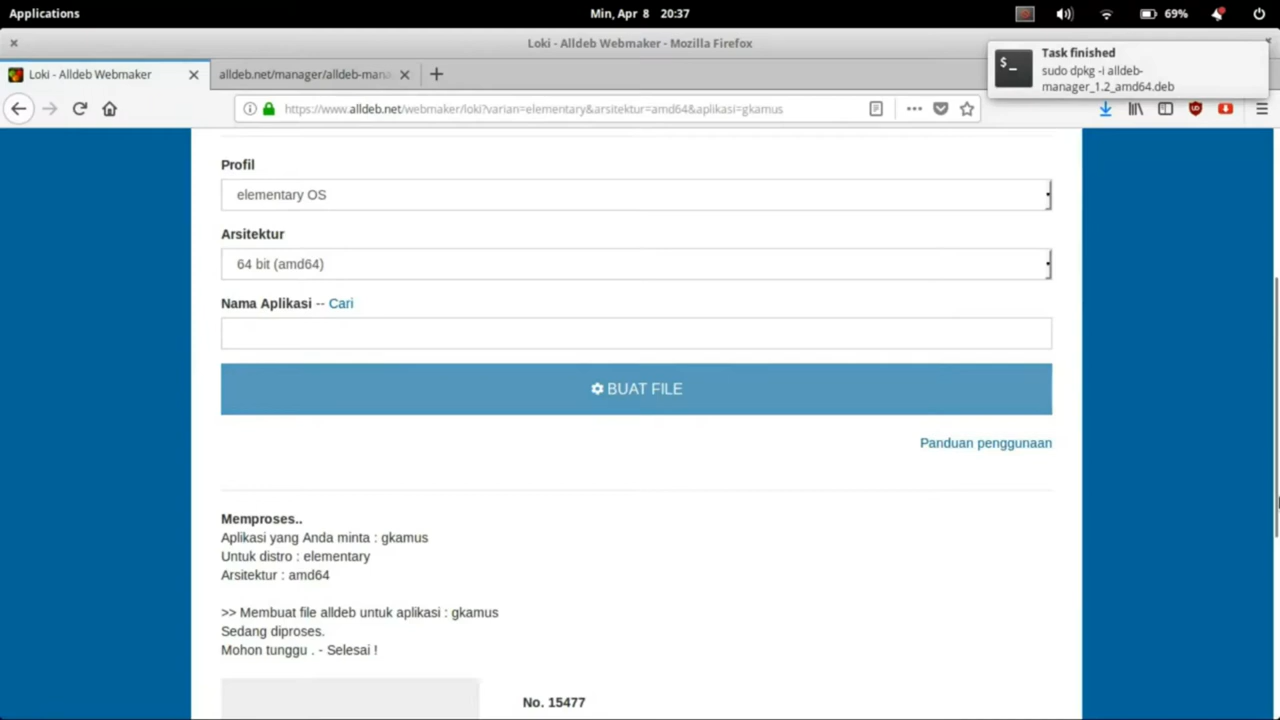 Applications
Min, Apr 8 20:37
69%
Loki - Alldeb Webmaker - Mozilla Firefox
Task finished
sudo dpkg -i alldeb-
manager_1.2_amd64.deb
Loki - Alldeb Webmaker
alldeb.net/manager/alldeb-mana
https://www.alldeb.net/webmaker/loki?varian=elementary&arsitektur=amd64&aplikasi=gkamus
Profil
elementary OS
Arsitektur
64 bit (amd64)
Nama Aplikasi -- Cari
BUAT FILE
Panduan penggunaan
Memproses..
Aplikasi yang Anda minta : gkamus
Untuk distro : elementary
Arsitektur : amd64
>> Membuat file alldeb untuk aplikasi : gkamus
Sedang diproses.
Mohon tunggu . - Selesai !
No. 15477